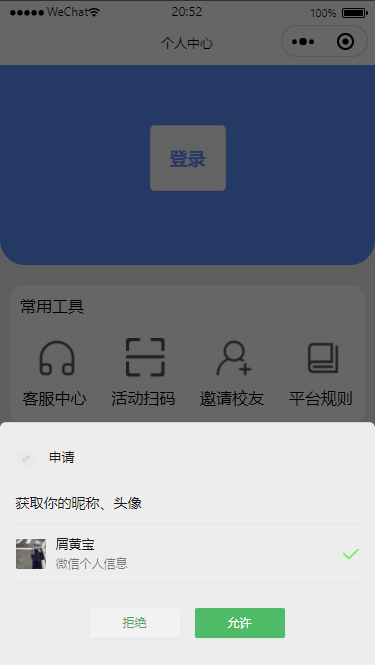 WeChat 20:52 100%
个人中心
登录
常用工具
客服中心 活动扫码 邀请校友 平台规则
申请
获取你的昵称、头像
屑黄宝
微信个人信息
拒绝 允许